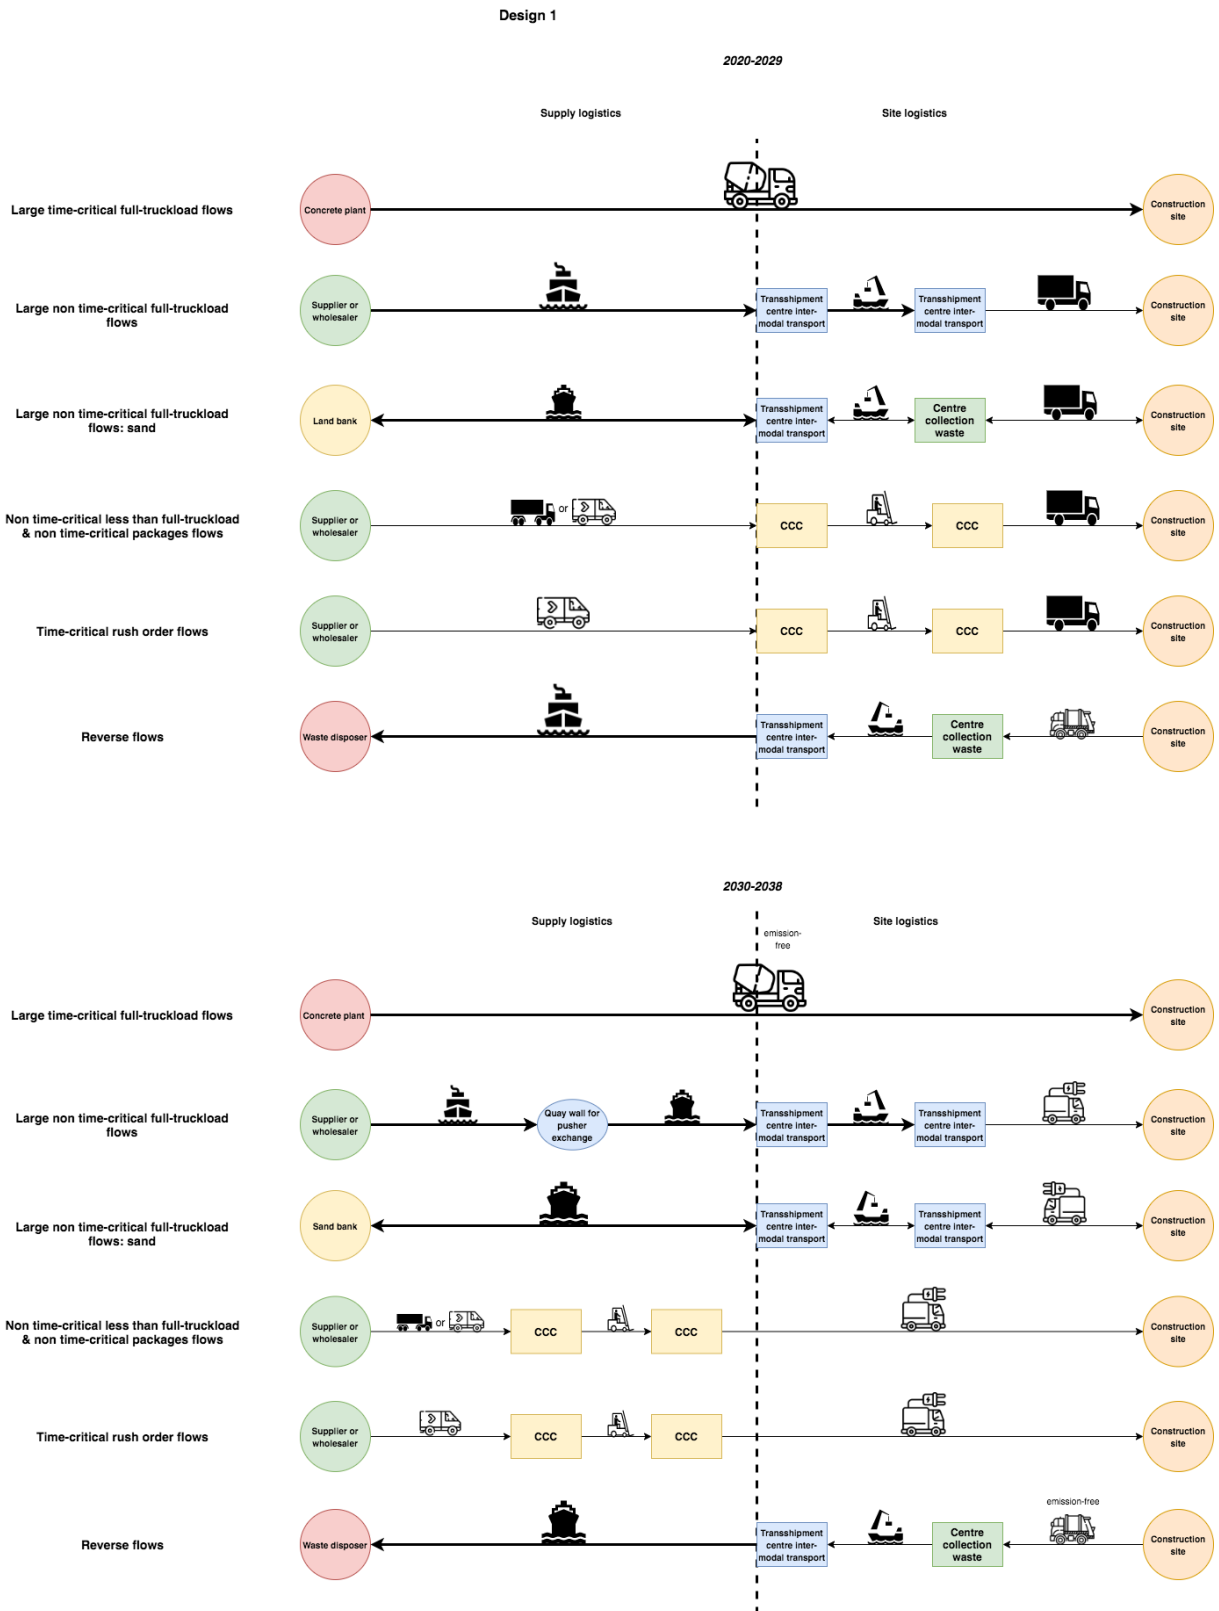 Design 1
2020-2029
Supply logistics
Site logistics
Large time-critical full-truckload flows
Concrete plant
Construction
site
Large non time-critical full-truckload
flows
Supplier or
wholesaler
Transshipment
centre inter-
modal transport
Transshipment
centre inter-
modal transport
Construction
site
Large non time-critical full-truckload
flows: sand
Land bank
Transshipment
centre inter-
modal transport
Centre
collection
waste
Construction
site
Non time-critical less than full-truckload
& non time-critical packages flows
Supplier or
wholesaler
or
CCC
CCC
Construction
site
Time-critical rush order flows
Supplier or
wholesaler
CCC
CCC
Construction
site
Reverse flows
Waste disposer
Transshipment
centre inter-
modal transport
Centre
collection
waste
Construction
site
2030-2038
Supply logistics
Site logistics
emission-
free
Large time-critical full-truckload flows
Concrete plant
Construction
site
Large non time-critical full-truckload
flows
Supplier or
wholesaler
Quay wall for
pusher
exchange
Transshipment
centre inter-
modal transport
Transshipment
centre inter-
modal transport
Construction
site
Large non time-critical full-truckload
flows: sand
Sand bank
Transshipment
centre inter-
modal transport
Transshipment
centre inter-
modal transport
Construction
site
Non time-critical less than full-truckload
& non time-critical packages flows
Supplier or
wholesaler
or
CCC
CCC
Construction
site
Time-critical rush order flows
Supplier or
wholesaler
CCC
CCC
Construction
site
Reverse flows
Waste disposer
Transshipment
centre inter-
modal transport
Centre
collection
waste
emission-free
Construction
site